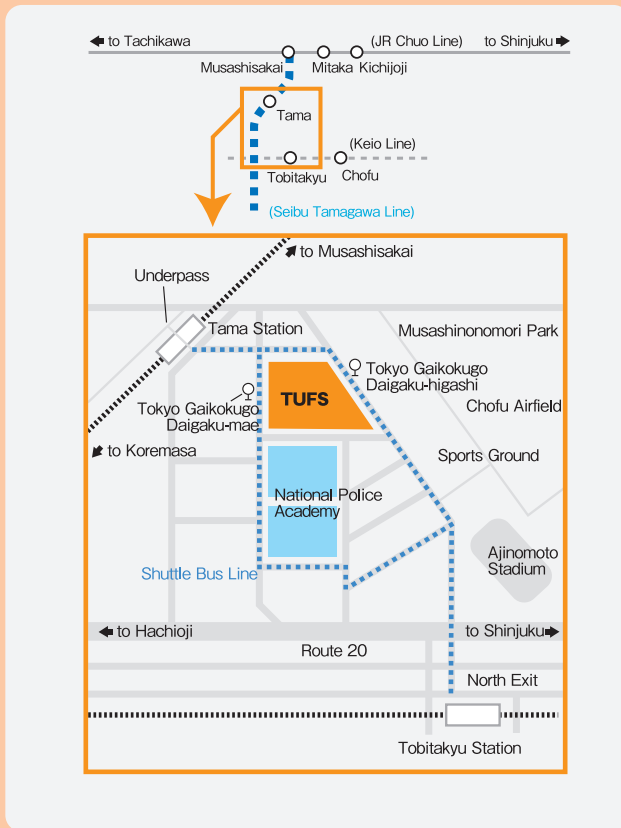 to Tachikawa
(JR Chuo Line)
to Shinjuku
Musashisakai
Mitaka
Kichijoji
Tama
(Keio Line)
Tobitakyu
Chofu
(Seibu Tamagawa Line)
to Musashisakai
Underpass
Tama Station
Musashinonomori Park
Tokyo Gaikokugo
Daigaku-higashi
TUFS
Tokyo Gaikokugo
Daigaku-mae
Chofu Airfield
to Koremasa
Sports Ground
National Police
Academy
Ajinomoto
Stadium
Shuttle Bus Line
to Hachioji
to Shinjuku
Route 20
North Exit
Tobitakyu Station